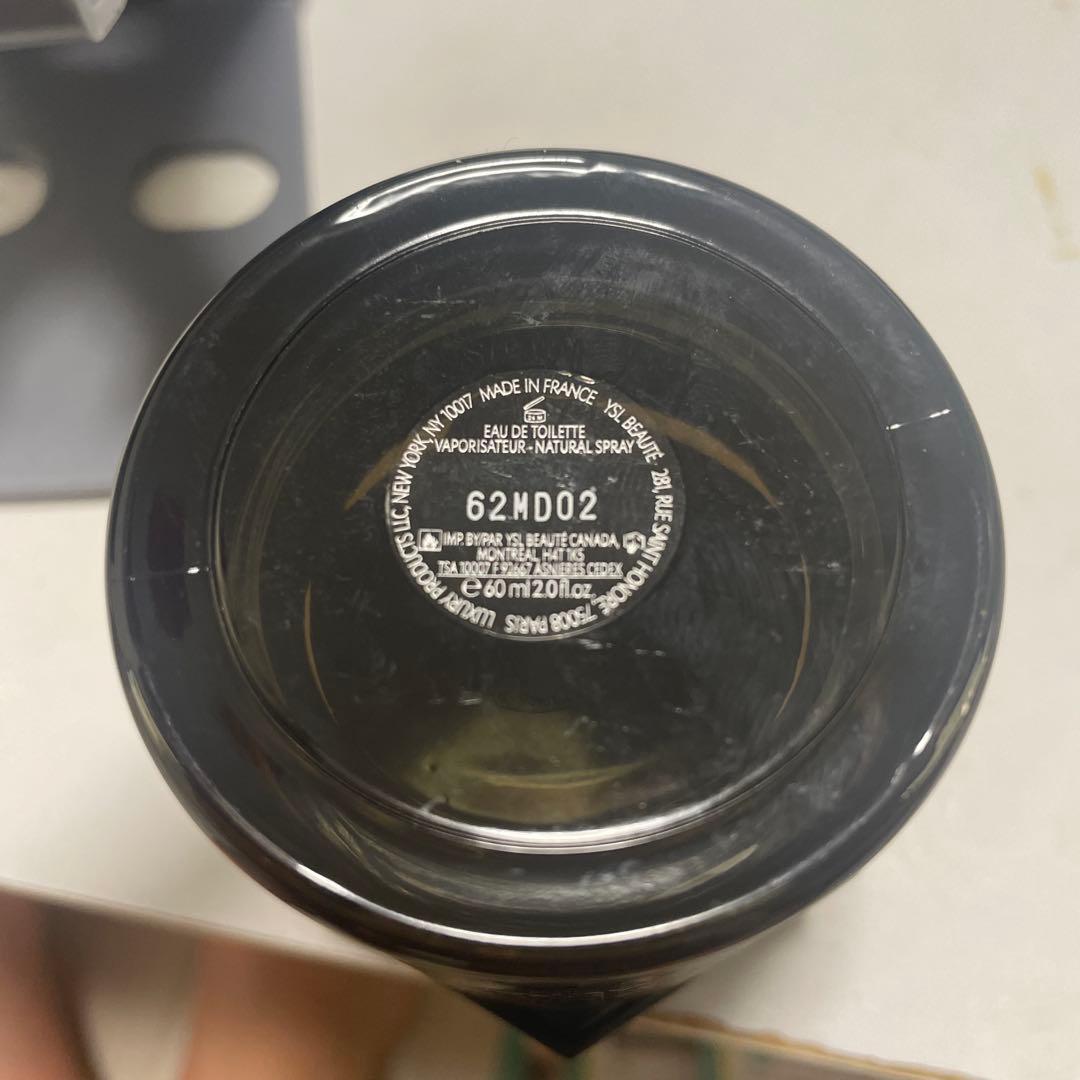 MADE IN FRANCE YSL BEAUTÉ - 281, RUE SAINT HONORÉ, 75008 PARIS LUXURY PRODUCTS LLC, NEW YORK, NY 10017
24 M
EAU DE TOILETTE
VAPORISATEUR - NATURAL SPRAY
62MD02
IMP. BY/PAR YSL BEAUTÉ CANADA,
MONTREAL, H4T 1K5
TSA 10007 F 92667 ASNIERES CEDEX
e 60 ml 2.0 fl.oz.